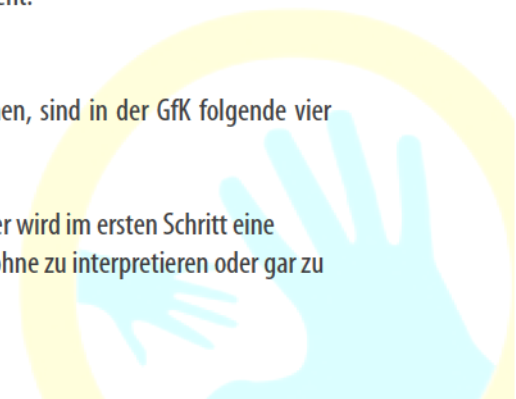 en, sind in der GfK folgende vier
er wird im ersten Schritt eine
ohne zu interpretieren oder gar zu